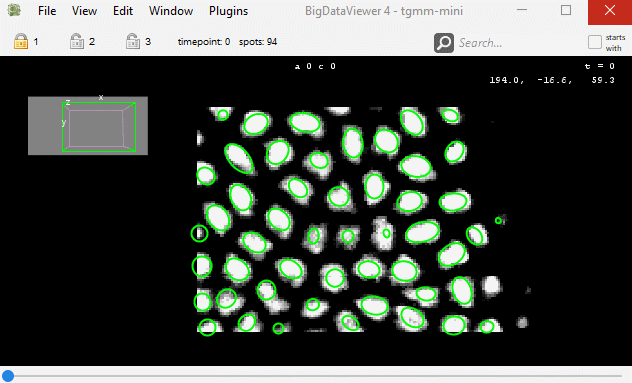 File View Edit Window Plugins BigDataViewer 4 - tgmm-mini
1 2 3 timepoint: 0 spots: 94 Search... starts with
a 0 c 0 t = 0
194.0, -16.6, 59.3
x
z
y